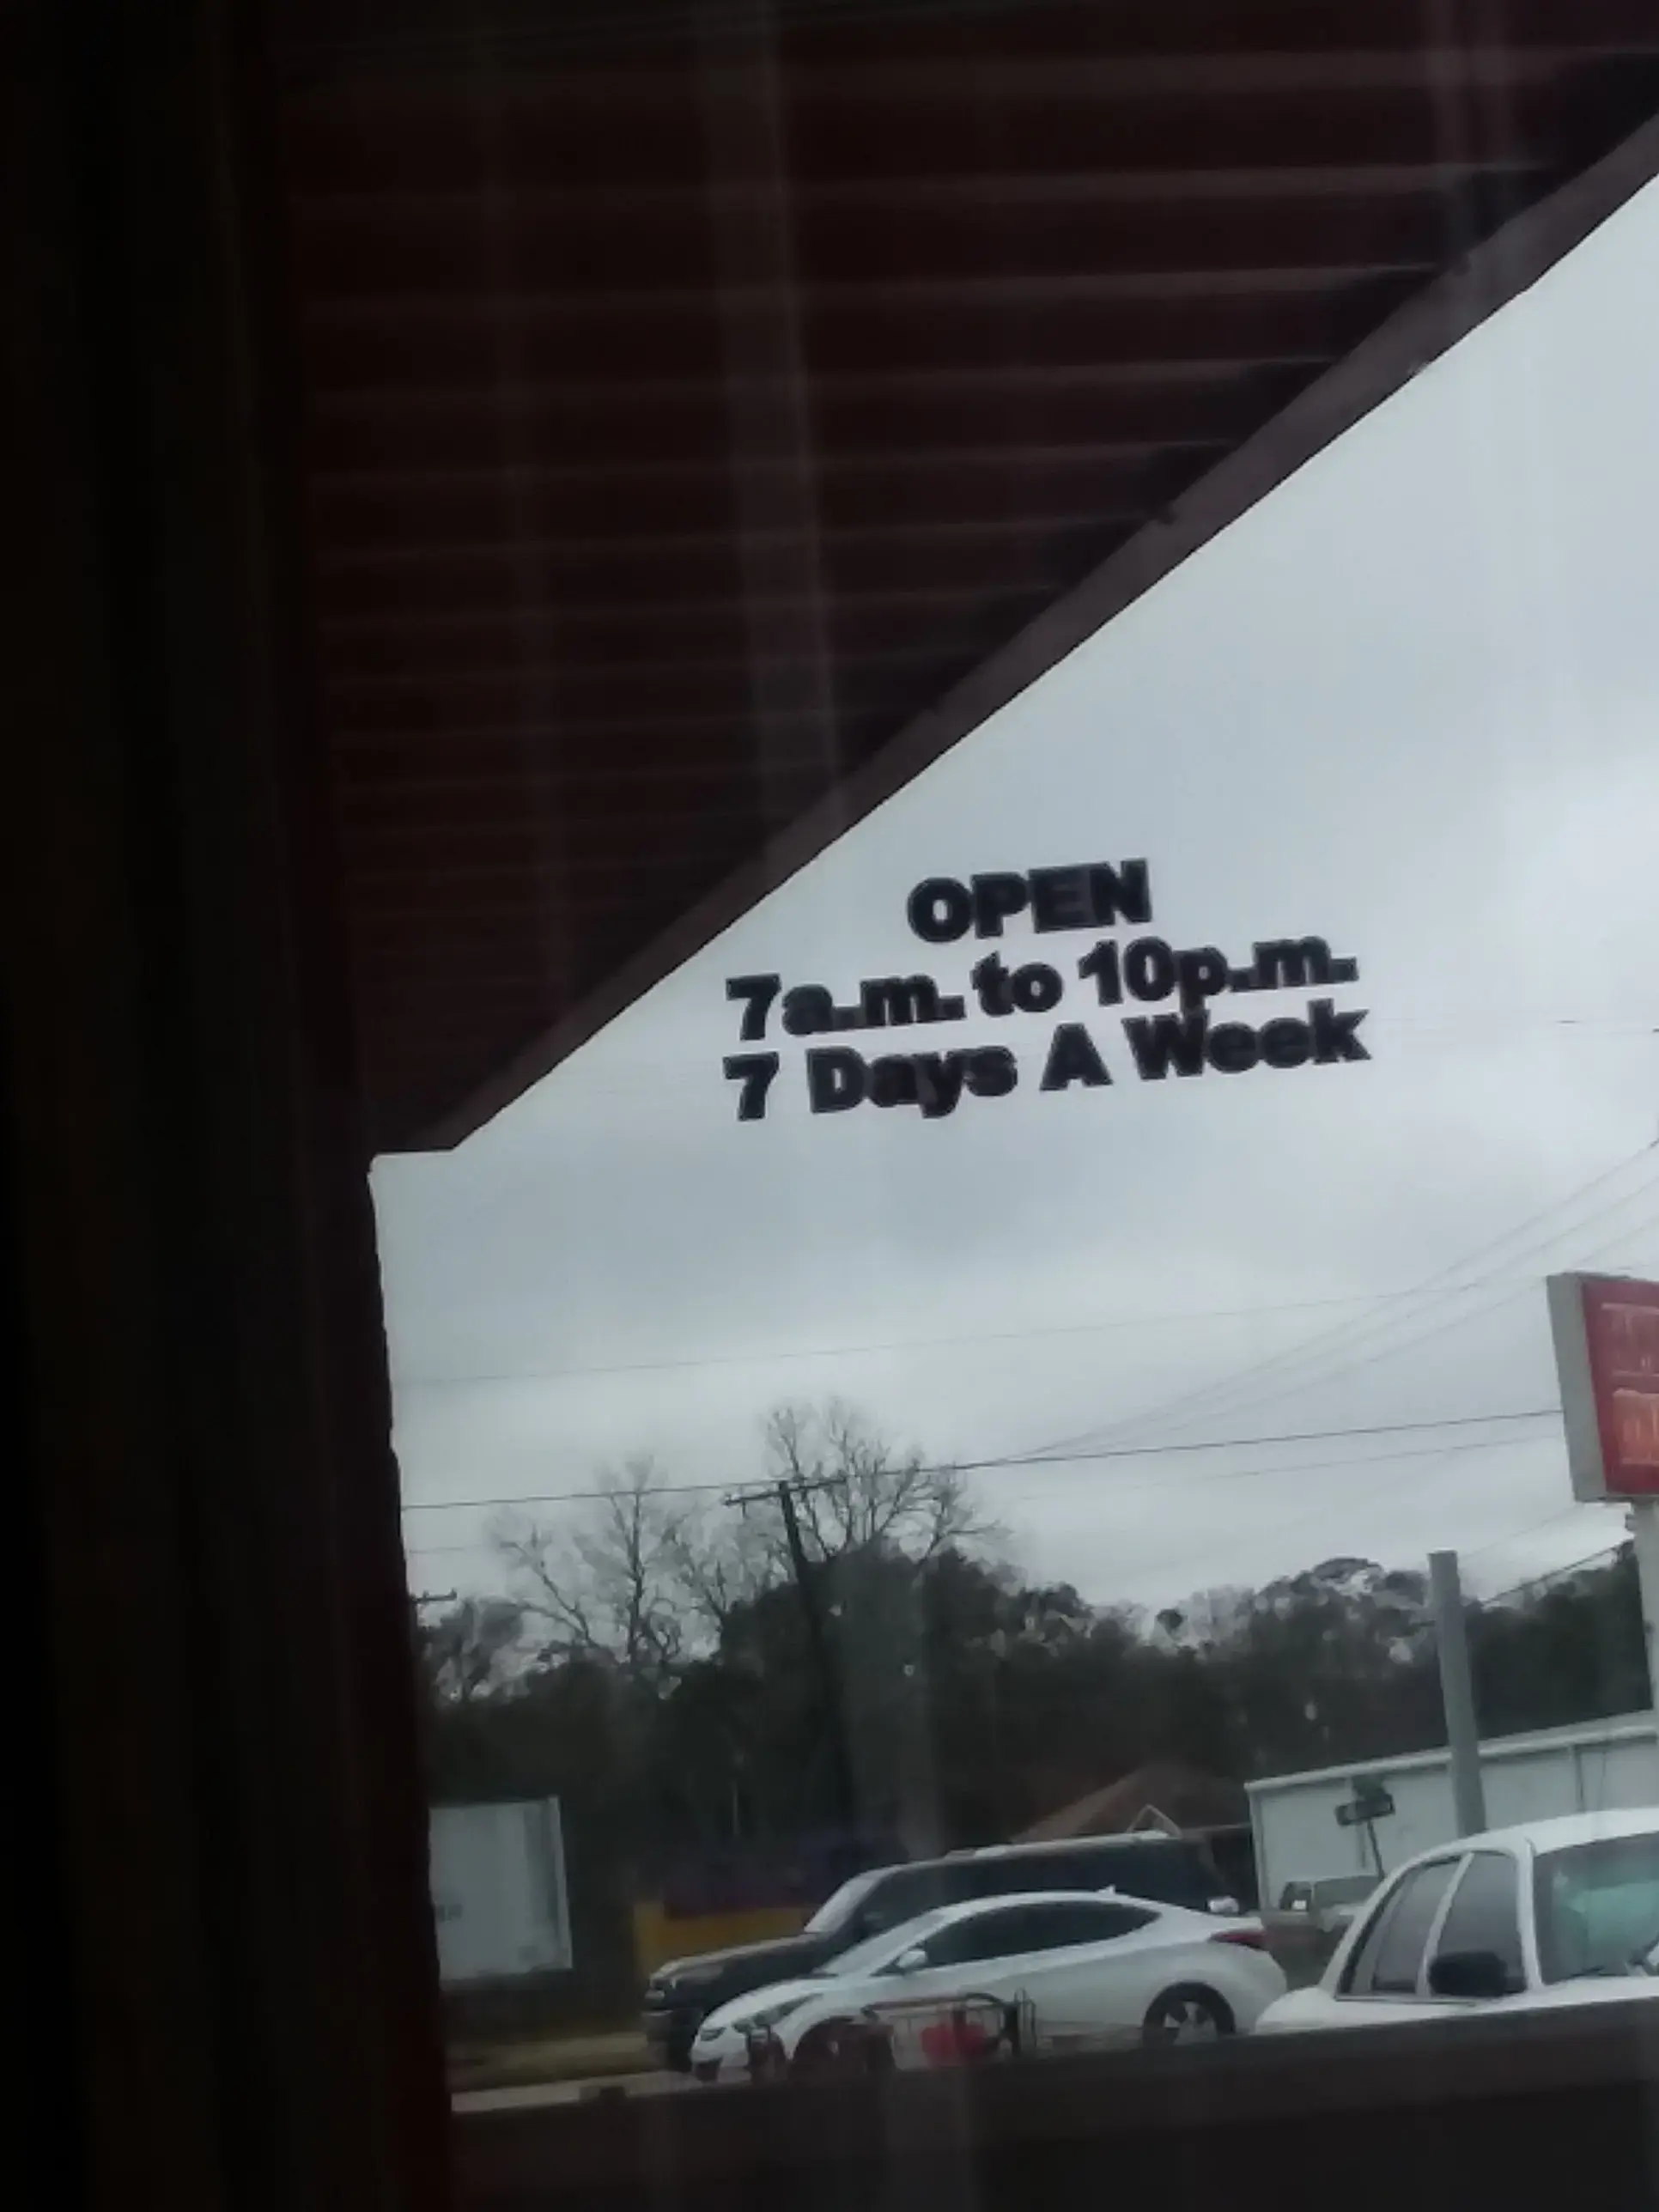 OPEN
7a.m. to 10p.m.
7 Days A Week